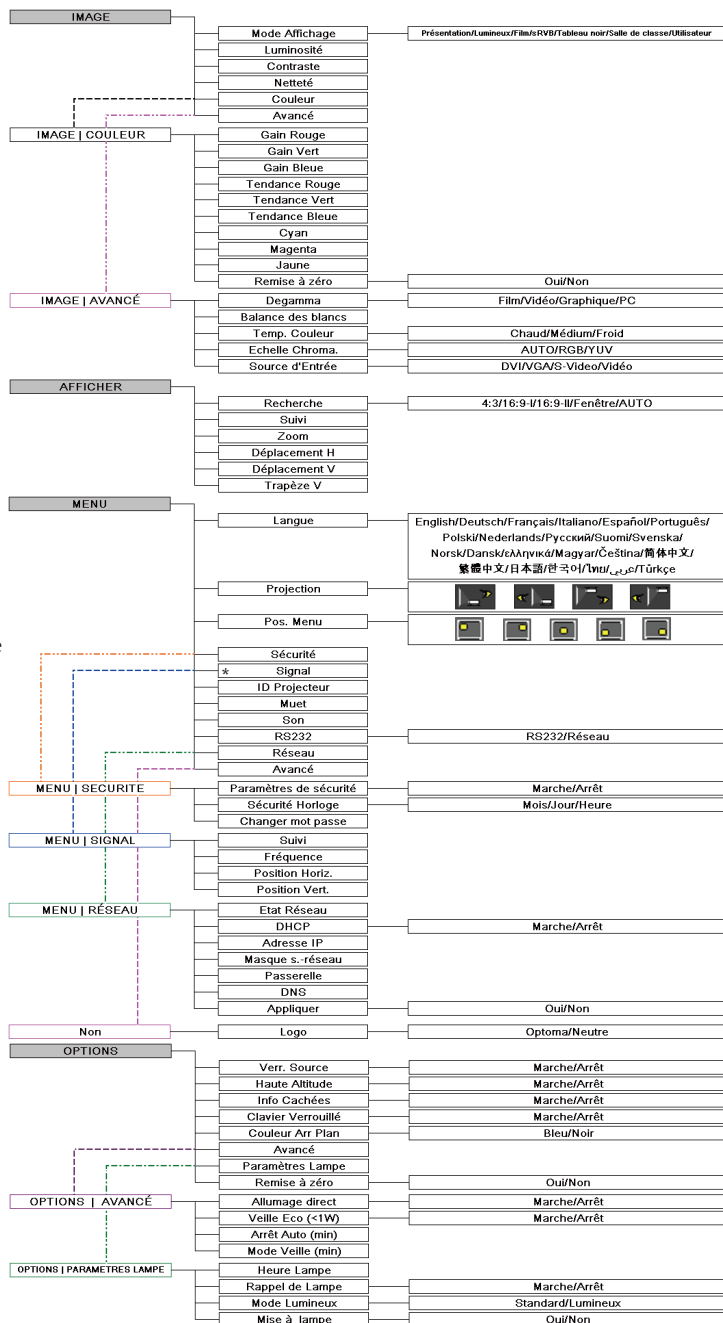 IMAGE
Mode Affichage Présentation/Lumineux/Film/sRVB/Tableau noir/Salle de classe/Utilisateur
Luminosité
Contraste
Netteté
Couleur
Avancé
IMAGE | COULEUR Gain Rouge
Gain Vert
Gain Bleue
Tendance Rouge
Tendance Vert
Tendance Bleue
Cyan
Magenta
Jaune
Remise à zéro Oui/Non
IMAGE | AVANCÉ Degamma Film/Vidéo/Graphique/PC
Balance des blancs
Temp. Couleur Chaud/Médium/Froid
Echelle Chroma. AUTO/RGB/YUV
Source d'Entrée DVI/VGA/S-Video/Vidéo
AFFICHER
Recherche 4:3/16:9-I/16:9-II/Fenêtre/AUTO
Suivi
Zoom
Déplacement H
Déplacement V
Trapèze V
MENU
Langue English/Deutsch/Français/Italiano/Español/Português/
Polski/Nederlands/Русский/Suomi/Svenska/
Norsk/Dansk/ελληνικά/Magyar/Čeština/简体中文/
繁體中文/日本語/한국어/ไทย/عربي/Türkçe
Projection
Pos. Menu
e
Sécurité
* Signal
ID Projecteur
Muet
Son
RS232 RS232/Réseau
Réseau
Avancé
MENU | SECURITE Paramètres de sécurité Marche/Arrêt
Sécurité Horloge Mois/Jour/Heure
Changer mot passe
MENU | SIGNAL Suivi
Fréquence
Position Horiz.
Position Vert.
MENU | RÉSEAU Etat Réseau
DHCP Marche/Arrêt
Adresse IP
Masque s.-réseau
Passerelle
DNS
Appliquer Oui/Non
Non Logo Optoma/Neutre
OPTIONS
Verr. Source Marche/Arrêt
Haute Altitude Marche/Arrêt
Info Cachées Marche/Arrêt
Clavier Verrouillé Marche/Arrêt
Couleur Arr Plan Bleu/Noir
Avancé
Paramètres Lampe
Remise à zéro Oui/Non
OPTIONS | AVANCÉ Allumage direct Marche/Arrêt
Veille Eco (<1W) Marche/Arrêt
Arrêt Auto (min)
Mode Veille (min)
OPTIONS | PARAMETRES LAMPE Heure Lampe
Rappel de Lampe Marche/Arrêt
Mode Lumineux Standard/Lumineux
Mise à lampe Oui/Non